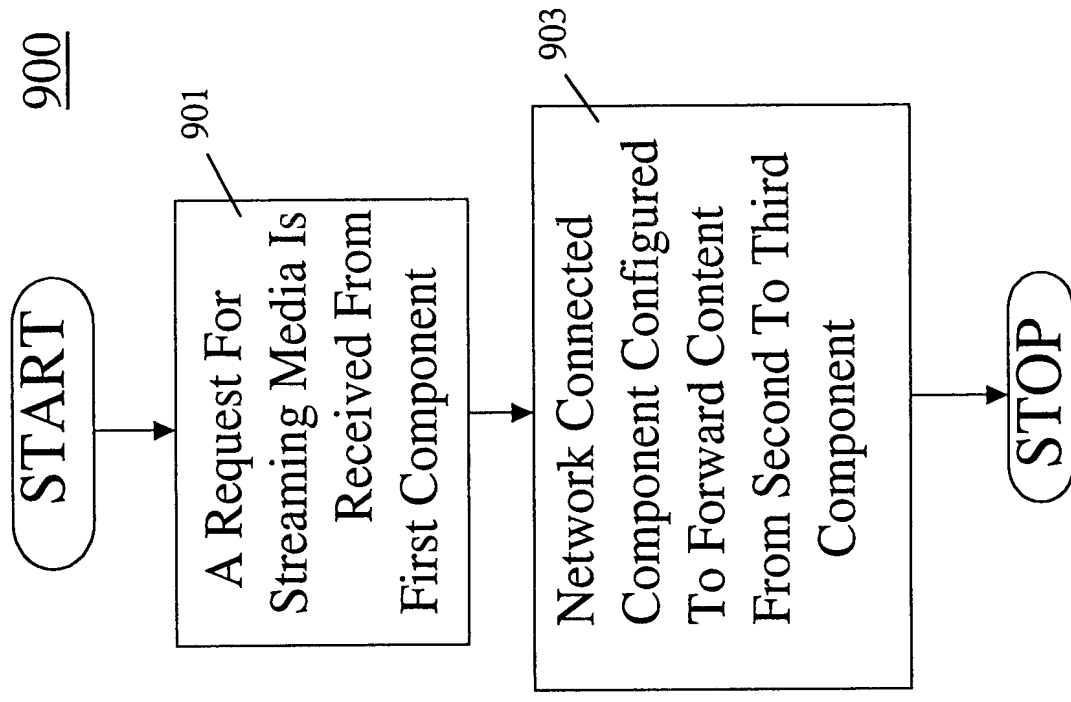 900
START
901
A Request For
Streaming Media Is
Received From
First Component
903
Network Connected
Component Configured
To Forward Content
From Second To Third
Component
STOP